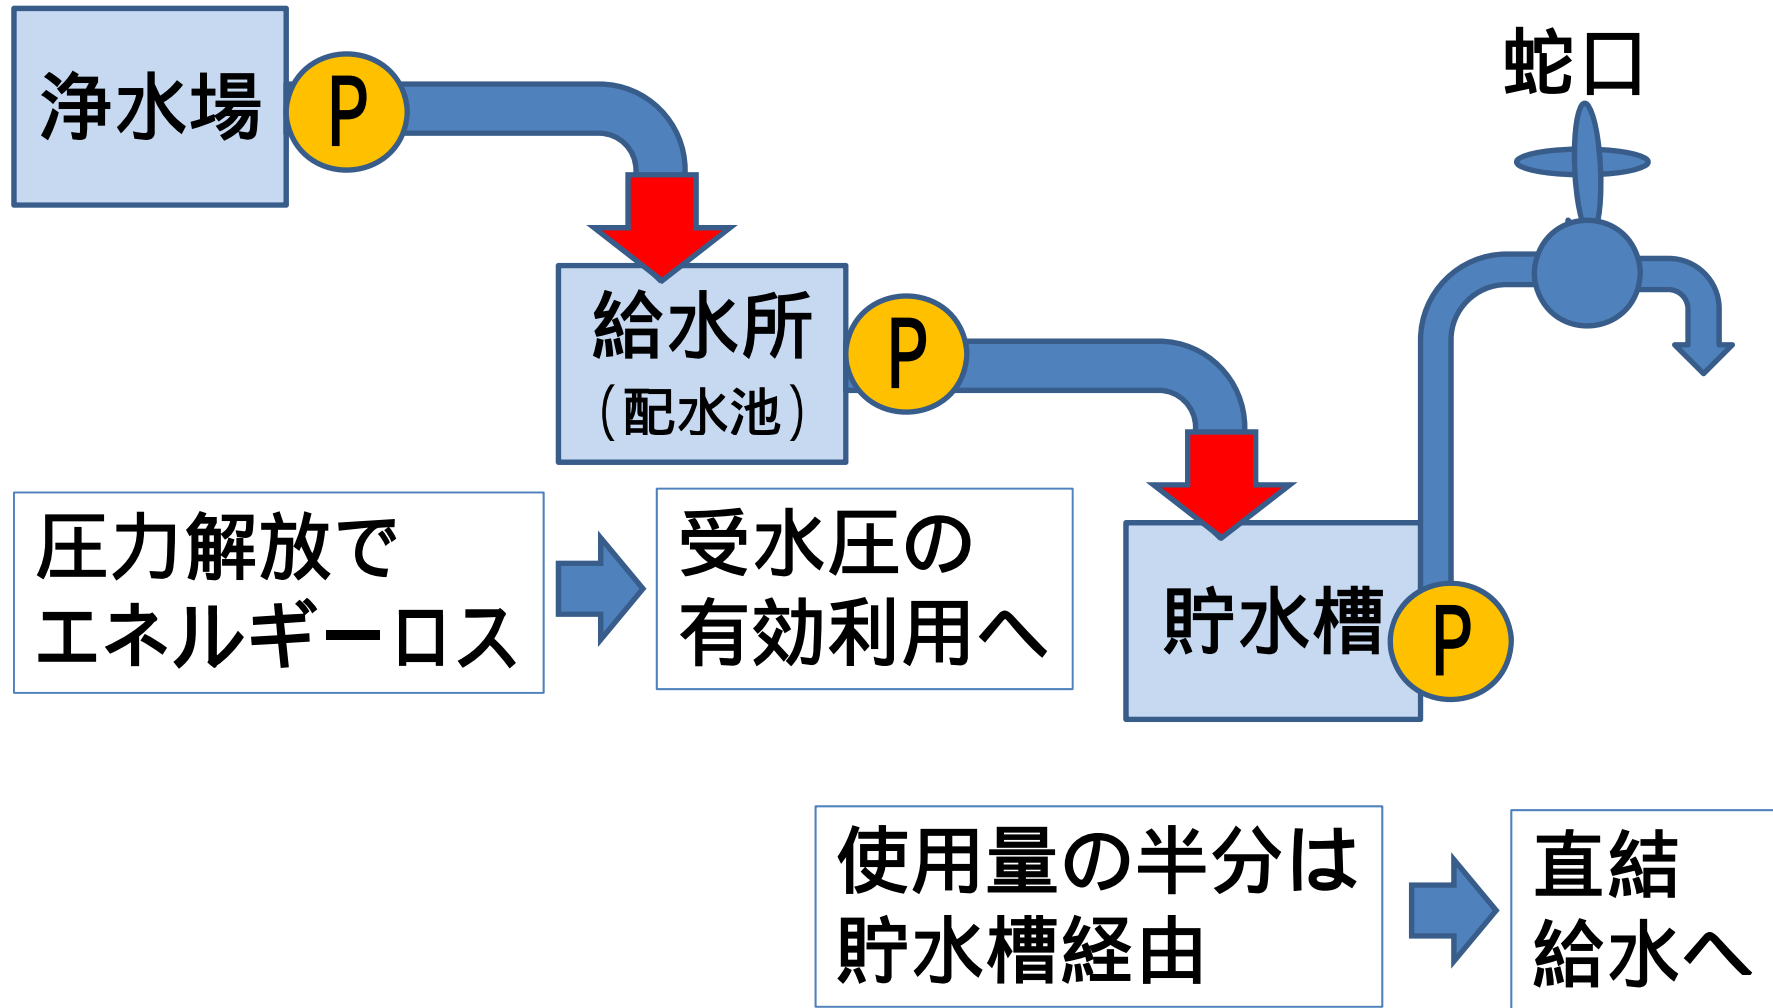 浄水場
P
蛇口
給水所
（配水池）
P
圧力解放で
エネルギーロス
受水圧の
有効利用へ
貯水槽
P
使用量の半分は
貯水槽経由
直結
給水へ